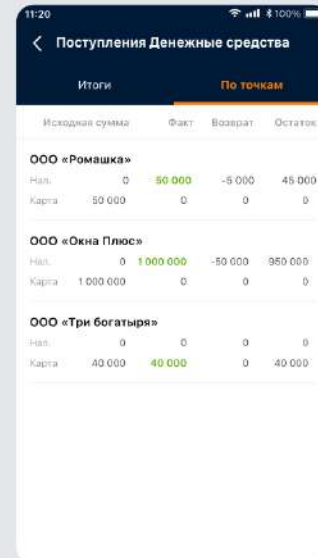 11:20 100%
Поступления Денежные средства
Итоги По точкам
Исходная сумма Факт Возврат Остаток
ООО «Ромашка»
Нал. 0 50 000 -5 000 45 000
Карта 50 000 0 0 0
ООО «Окна Плюс»
Нал. 0 1 000 000 -50 000 950 000
Карта 1 000 000 0 0 0
ООО «Три богатыря»
Нал. 0 0 0 0
Карта 40 000 40 000 0 40 000